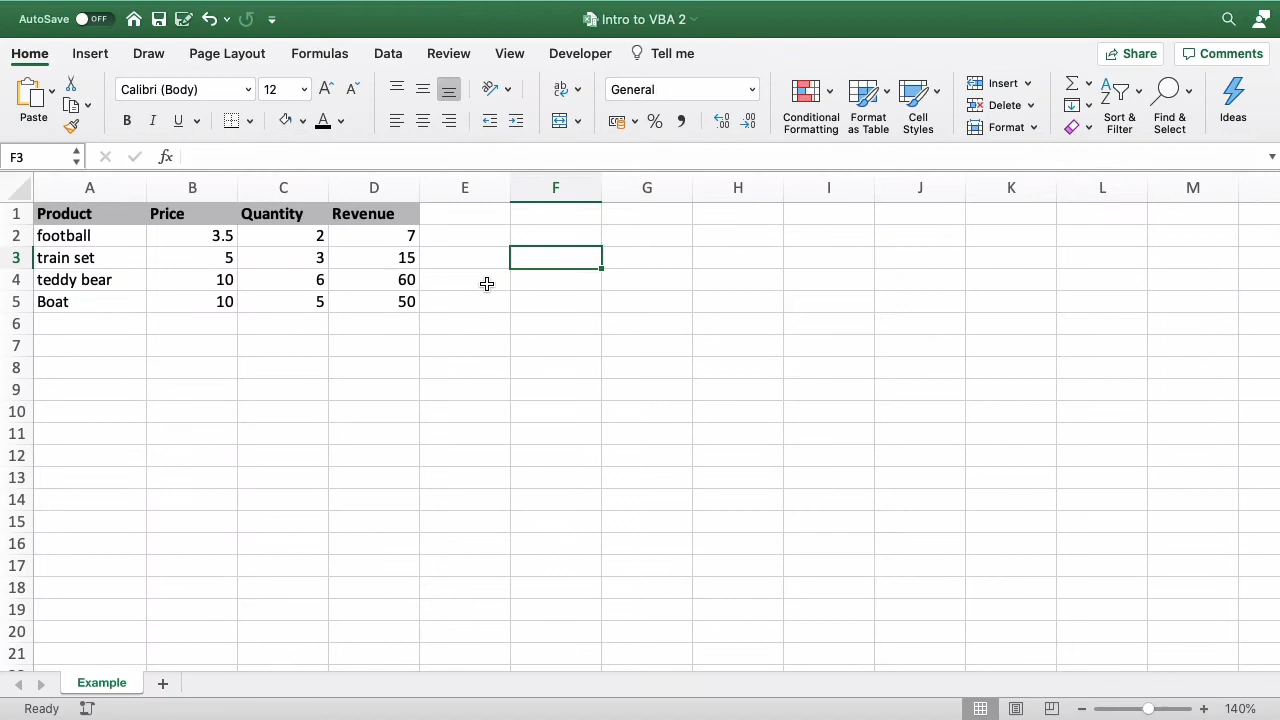 AutoSave OFF Intro to VBA 2
Home Insert Draw Page Layout Formulas Data Review View Developer Tell me Share Comments
Paste
Calibri (Body) 12 A A
B I U A
ab
General
% ,
Conditional Formatting
Format as Table
Cell Styles
Insert
Delete
Format
Sort & Filter
Find & Select
Ideas
F3 fx
A B C D E F G H I J K L M
1 Product Price Quantity Revenue
2 football 3.5 2 7
3 train set 5 3 15
4 teddy bear 10 6 60
5 Boat 10 5 50
6
7
8
9
10
11
12
13
14
15
16
17
18
19
20
21
Example +
Ready 140%